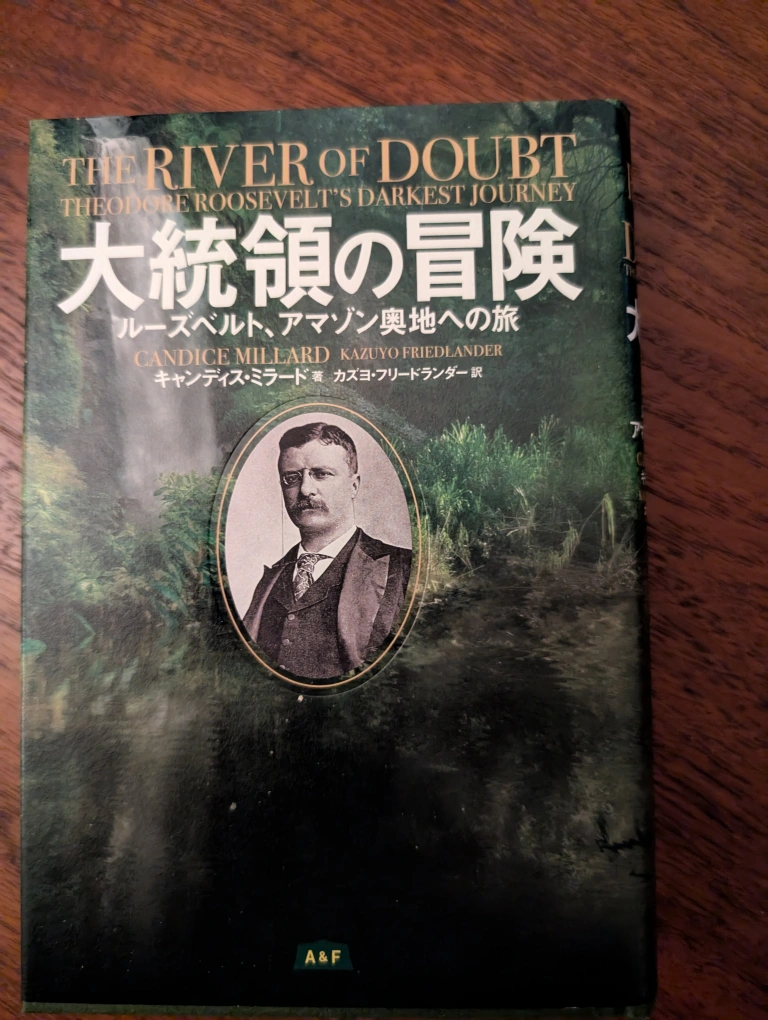 THE RIVER OF DOUBT
THEODORE ROOSEVELT'S DARKEST JOURNEY
大統領の冒険
ルーズベルト、アマゾン奥地への旅
CANDICE MILLARD KAZUYO FRIEDLANDER
キャンディス・ミラード 著 カズヨ・フリードランダー 訳
A&F